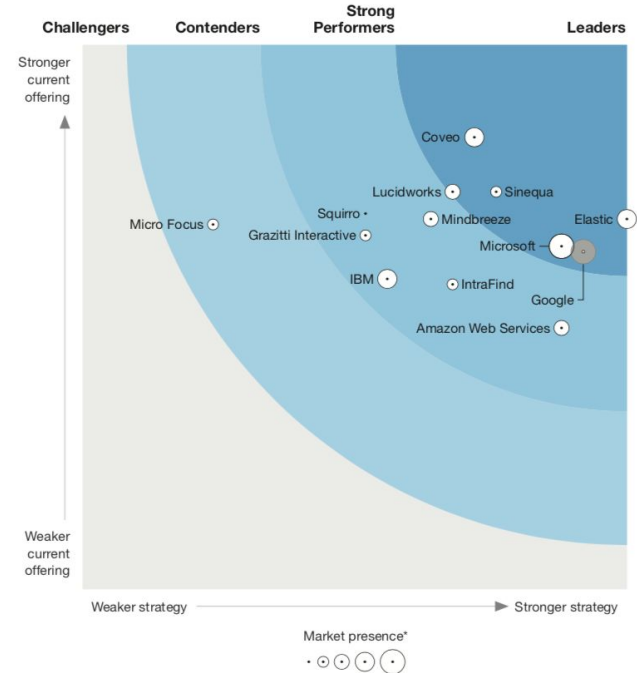 Challengers
Contenders
Strong
Performers
Leaders
Stronger
current
offering
Coveo
Lucidworks
Sinequa
Squirro
Mindbreeze
Elastic
Micro Focus
Grazitti Interactive
Microsoft
IBM
IntraFind
Google
Amazon Web Services
Weaker
current
offering
Weaker strategy
Stronger strategy
Market presence*